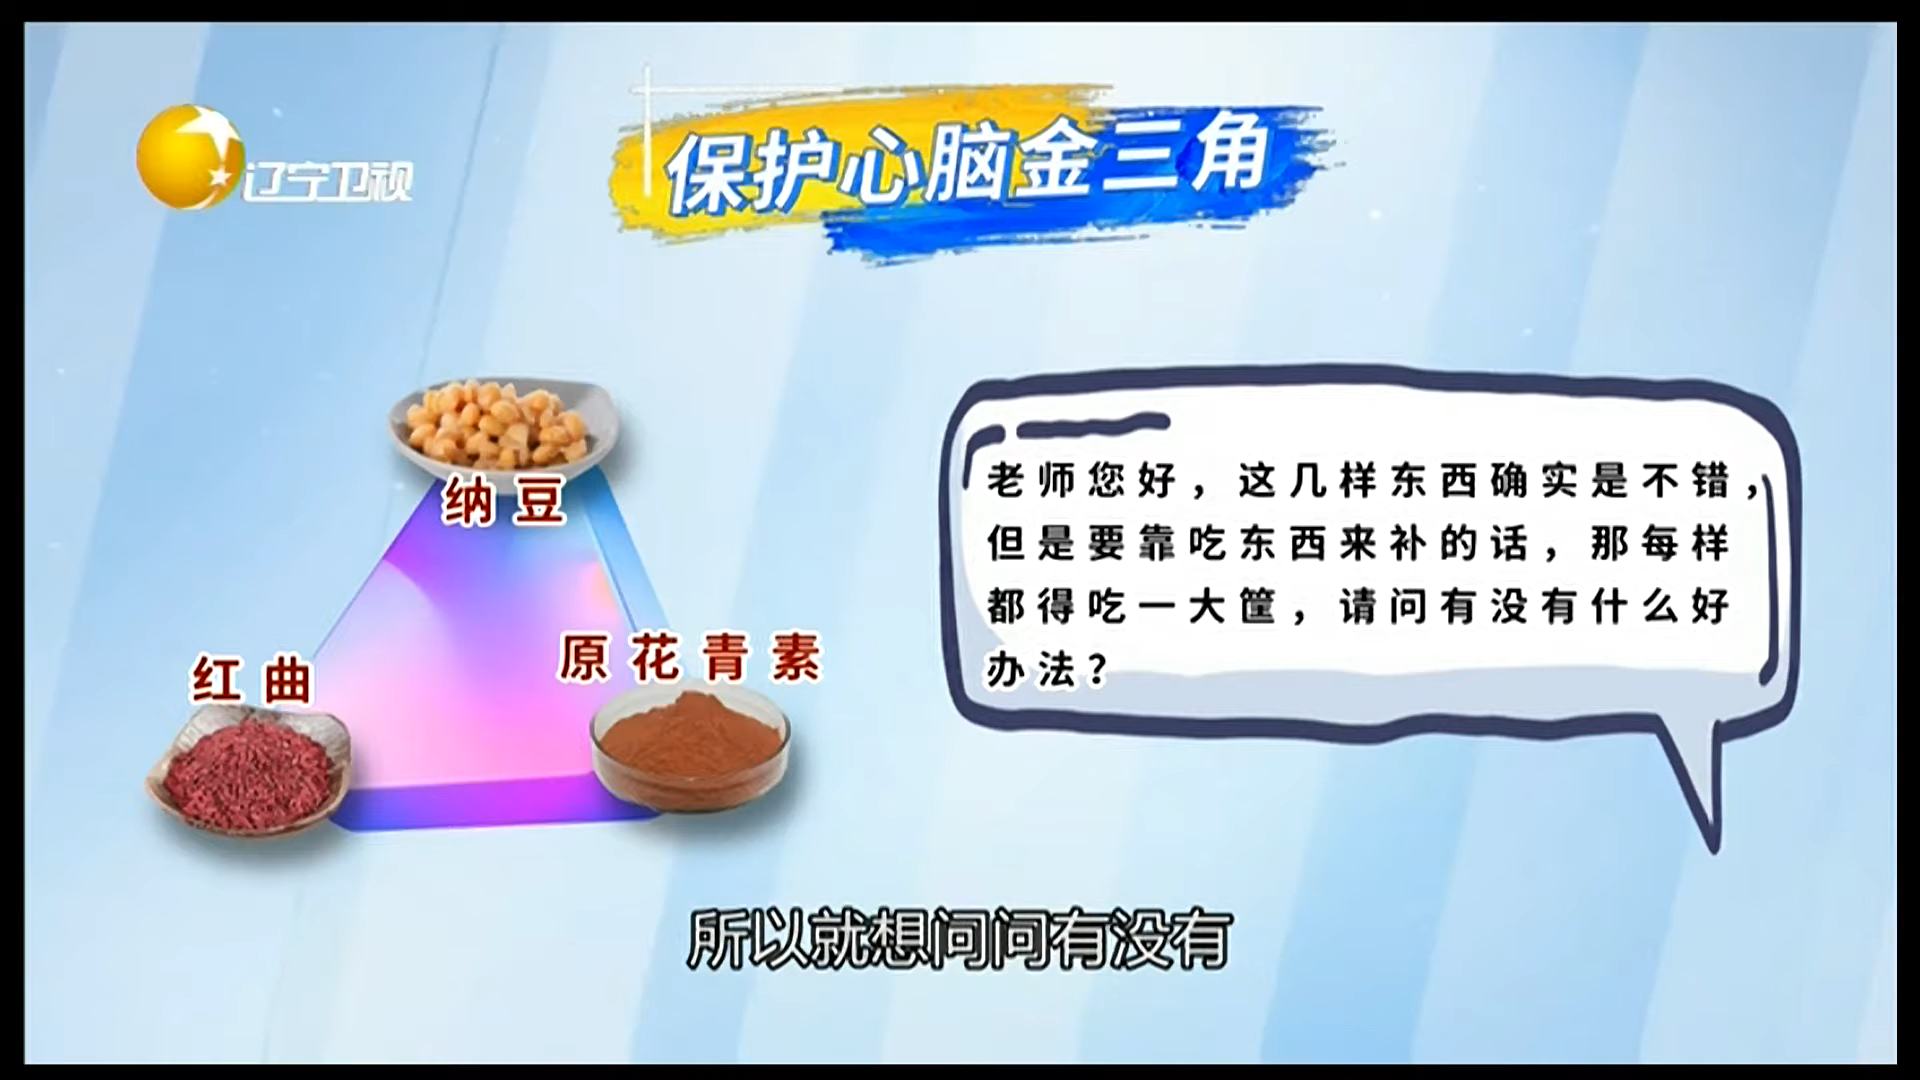 辽宁卫视
保护心脑金三角
纳豆
红曲
原花青素
老师您好，这几样东西确实是不错，
但是要靠吃东西来补的话，那每样
都得吃一大筐，请问有没有什么好
办法？
所以就想问问有没有